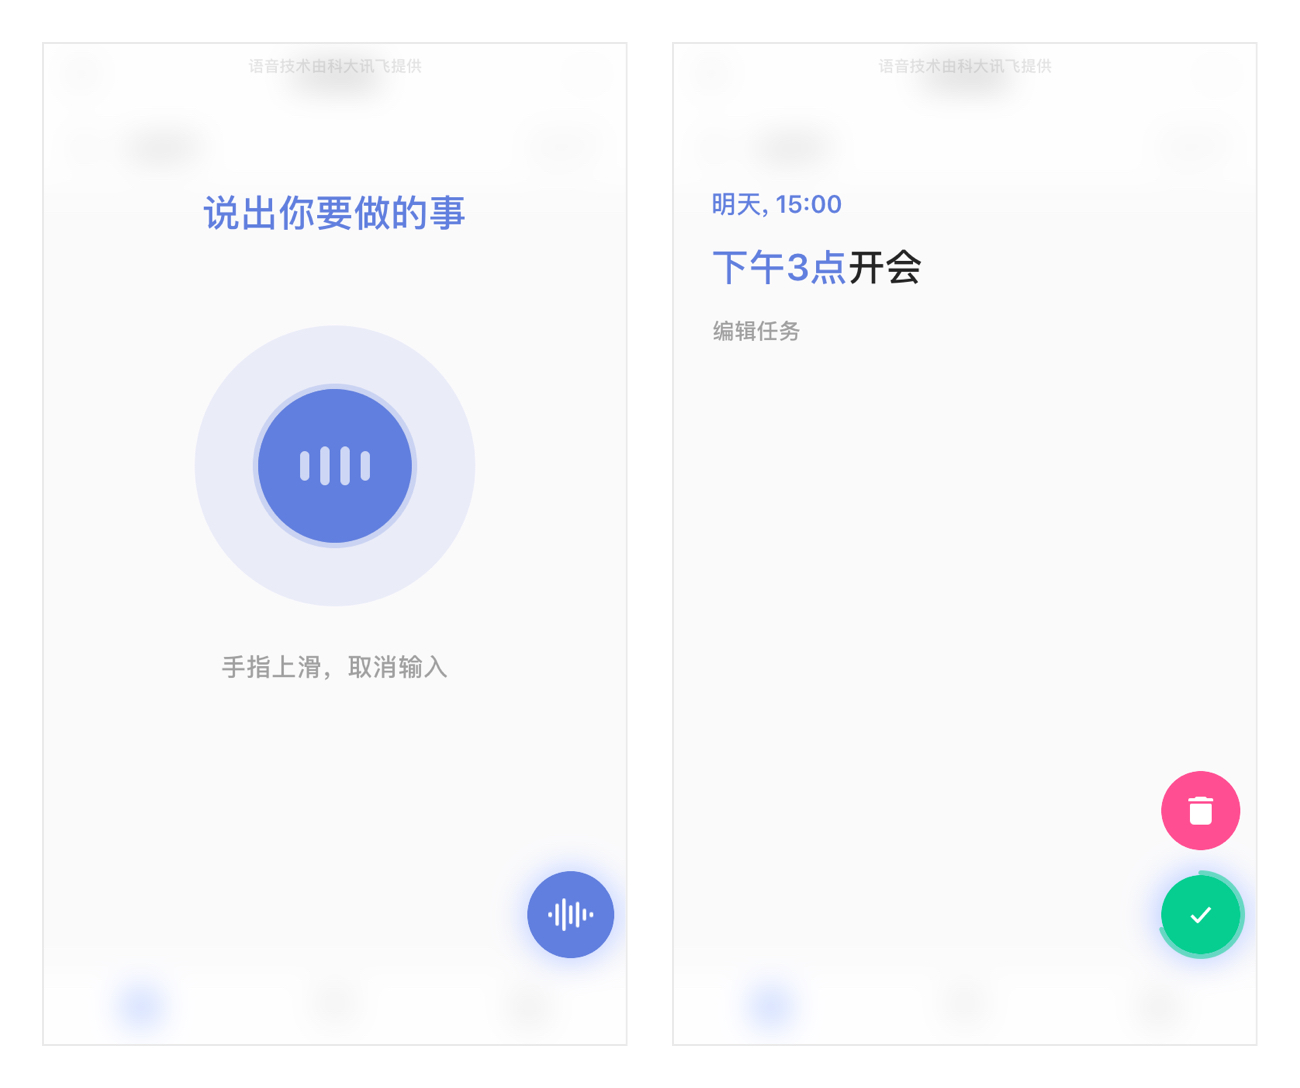 语音技术由科大讯飞提供
说出你要做的事
手指上滑，取消输入
语音技术由科大讯飞提供
明天, 15:00
下午3点开会
编辑任务